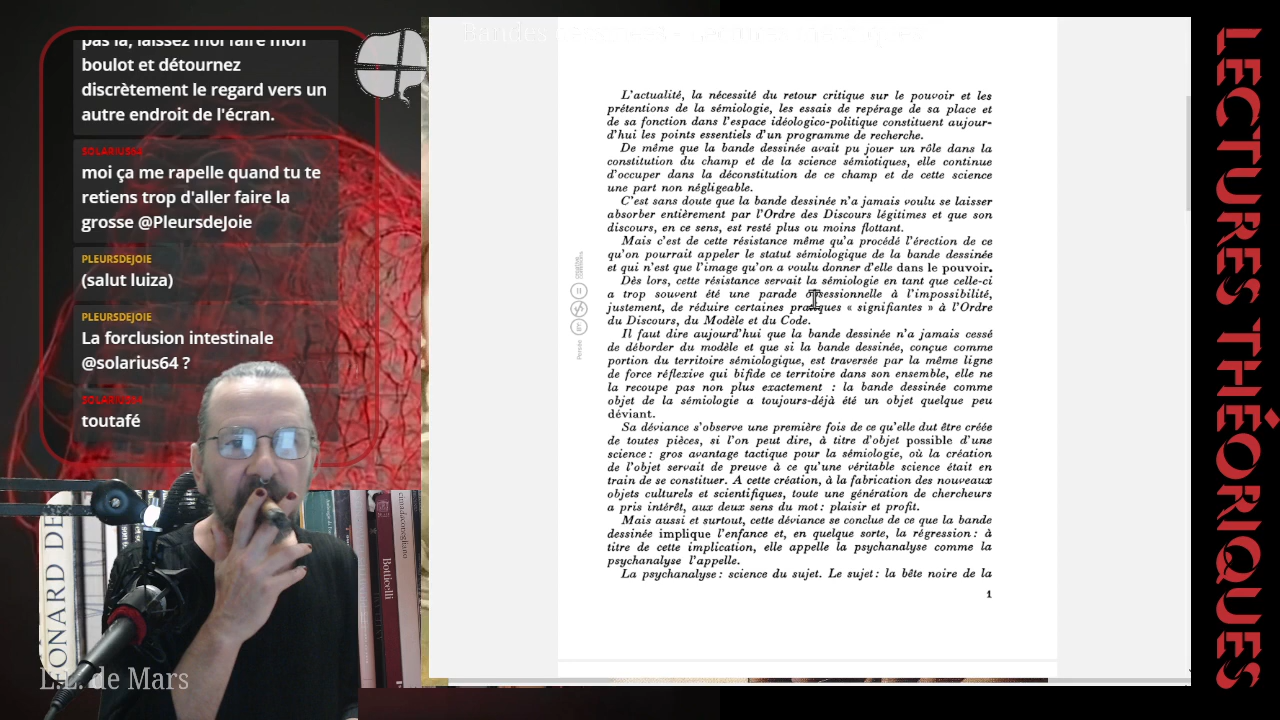 pas là, laissez moi faire mon
boulot et détournez
discrètement le regard vers un
autre endroit de l'écran.
SOLARIUS64
moi ça me rapelle quand tu te
retiens trop d'aller faire la
grosse @PleursdeJoie
PLEURSDEJOIE
(salut luiza)
PLEURSDEJOIE
La forclusion intestinale
@solarius64 ?
SOLARIUS64
toutafé
L.L. de Mars
Botticelli
L'actualité, la nécessité du retour critique sur le pouvoir et les
prétentions de la sémiologie, les essais de repérage de sa place et
de sa fonction dans l'espace idéologico-politique constituent aujour-
d'hui les points essentiels d'un programme de recherche.
De même que la bande dessinée avait pu jouer un rôle dans la
constitution du champ et de la science sémiotiques, elle continue
d'occuper dans la déconstitution de ce champ et de cette science
une part non négligeable.
C'est sans doute que la bande dessinée n'a jamais voulu se laisser
absorber entièrement par l'Ordre des Discours légitimes et que son
discours, en ce sens, est resté plus ou moins flottant.
Mais c'est de cette résistance même qu'a procédé l'érection de ce
qu'on pourrait appeler le statut sémiologique de la bande dessinée
et qui n'est que l'image qu'on a voulu donner d'elle dans le pouvoir.
Dès lors, cette résistance servait la sémiologie en tant que celle-ci
a trop souvent été une parade obsessionnelle à l'impossibilité,
justement, de réduire certaines pratiques « signifiantes » à l'Ordre
du Discours, du Modèle et du Code.
Il faut dire aujourd'hui que la bande dessinée n'a jamais cessé
de déborder du modèle et que si la bande dessinée, conçue comme
portion du territoire sémiologique, est traversée par la même ligne
de force réflexive qui bifide ce territoire dans son ensemble, elle ne
la recoupe pas non plus exactement : la bande dessinée comme
objet de la sémiologie a toujours-déjà été un objet quelque peu
déviant.
Sa déviance s'observe une première fois de ce qu'elle dut être créée
de toutes pièces, si l'on peut dire, à titre d'objet possible d'une
science : gros avantage tactique pour la sémiologie, où la création
de l'objet servait de preuve à ce qu'une véritable science était en
train de se constituer. A cette création, à la fabrication des nouveaux
objets culturels et scientifiques, toute une génération de chercheurs
a pris intérêt, aux deux sens du mot : plaisir et profit.
Mais aussi et surtout, cette déviance se conclue de ce que la bande
dessinée implique l'enfance et, en quelque sorte, la régression : à
titre de cette implication, elle appelle la psychanalyse comme la
psychanalyse l'appelle.
La psychanalyse : science du sujet. Le sujet : la bête noire de la
1
LECTURES THÉORIQUES